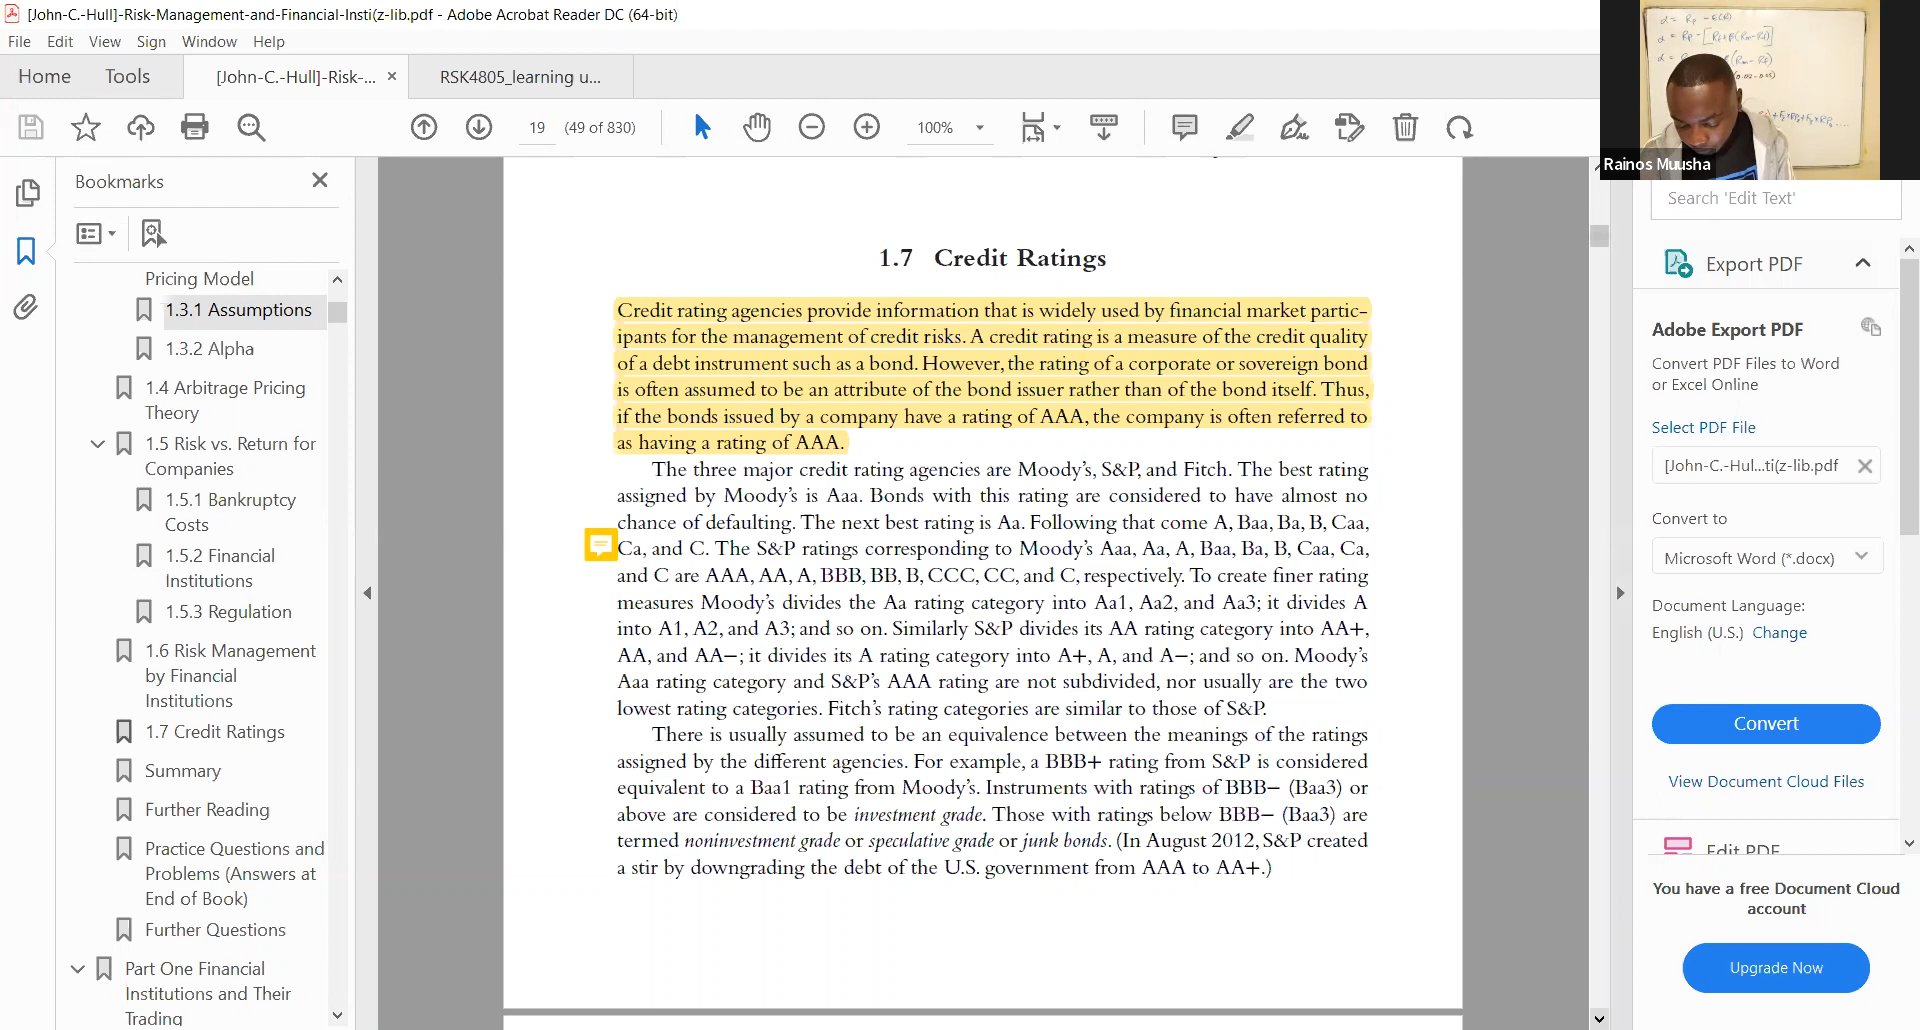 [John-C.-Hull]-Risk-Management-and-Financial-Insti(z-lib.pdf - Adobe Acrobat Reader DC (64-bit)
File Edit View Sign Window Help
Home Tools [John-C.-Hull]-Risk-... × RSK4805_learning u...
19 (49 of 830) 100%
Bookmarks
Pricing Model
1.3.1 Assumptions
1.3.2 Alpha
1.4 Arbitrage Pricing
Theory
1.5 Risk vs. Return for
Companies
1.5.1 Bankruptcy
Costs
1.5.2 Financial
Institutions
1.5.3 Regulation
1.6 Risk Management
by Financial
Institutions
1.7 Credit Ratings
Summary
Further Reading
Practice Questions and
Problems (Answers at
End of Book)
Further Questions
Part One Financial
Institutions and Their
Trading
1.7 Credit Ratings
Credit rating agencies provide information that is widely used by financial market partic-
ipants for the management of credit risks. A credit rating is a measure of the credit quality
of a debt instrument such as a bond. However, the rating of a corporate or sovereign bond
is often assumed to be an attribute of the bond issuer rather than of the bond itself. Thus,
if the bonds issued by a company have a rating of AAA, the company is often referred to
as having a rating of AAA.
The three major credit rating agencies are Moody's, S&P, and Fitch. The best rating
assigned by Moody's is Aaa. Bonds with this rating are considered to have almost no
chance of defaulting. The next best rating is Aa. Following that come A, Baa, Ba, B, Caa,
Ca, and C. The S&P ratings corresponding to Moody's Aaa, Aa, A, Baa, Ba, B, Caa, Ca,
and C are AAA, AA, A, BBB, BB, B, CCC, CC, and C, respectively. To create finer rating
measures Moody's divides the Aa rating category into Aa1, Aa2, and Aa3; it divides A
into A1, A2, and A3; and so on. Similarly S&P divides its AA rating category into AA+,
AA, and AA−; it divides its A rating category into A+, A, and A−; and so on. Moody's
Aaa rating category and S&P's AAA rating are not subdivided, nor usually are the two
lowest rating categories. Fitch's rating categories are similar to those of S&P.
There is usually assumed to be an equivalence between the meanings of the ratings
assigned by the different agencies. For example, a BBB+ rating from S&P is considered
equivalent to a Baa1 rating from Moody's. Instruments with ratings of BBB− (Baa3) or
above are considered to be investment grade. Those with ratings below BBB− (Baa3) are
termed noninvestment grade or speculative grade or junk bonds. (In August 2012, S&P created
a stir by downgrading the debt of the U.S. government from AAA to AA+.)
Rainos Muusha
Search 'Edit Text'
Export PDF
Adobe Export PDF
Convert PDF Files to Word
or Excel Online
Select PDF File
[John-C.-Hul...ti(z-lib.pdf
Convert to
Microsoft Word (*.docx)
Document Language:
English (U.S.) Change
Convert
View Document Cloud Files
Edit PDF
You have a free Document Cloud
account
Upgrade Now